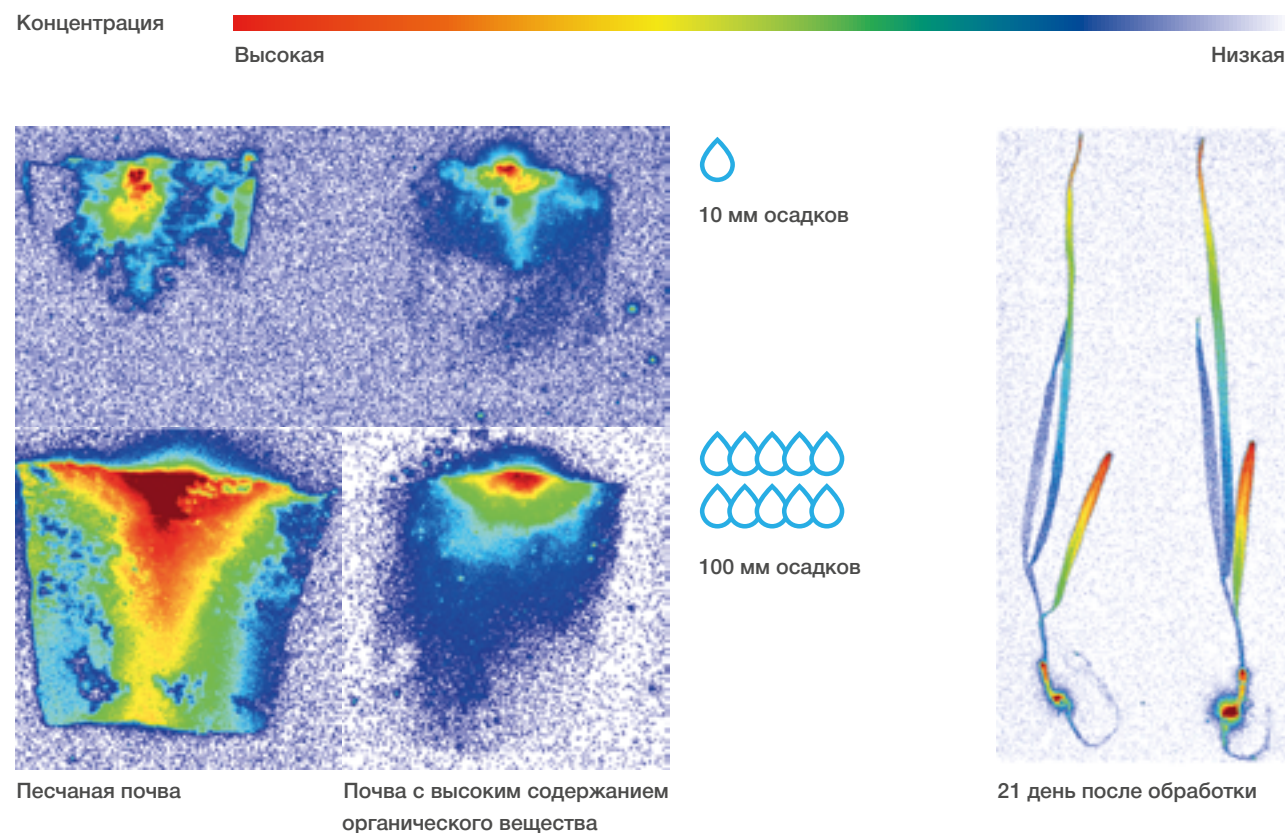 Концентрация
Высокая
Низкая
10 мм осадков
100 мм осадков
Песчаная почва
Почва с высоким содержанием
органического вещества
21 день после обработки